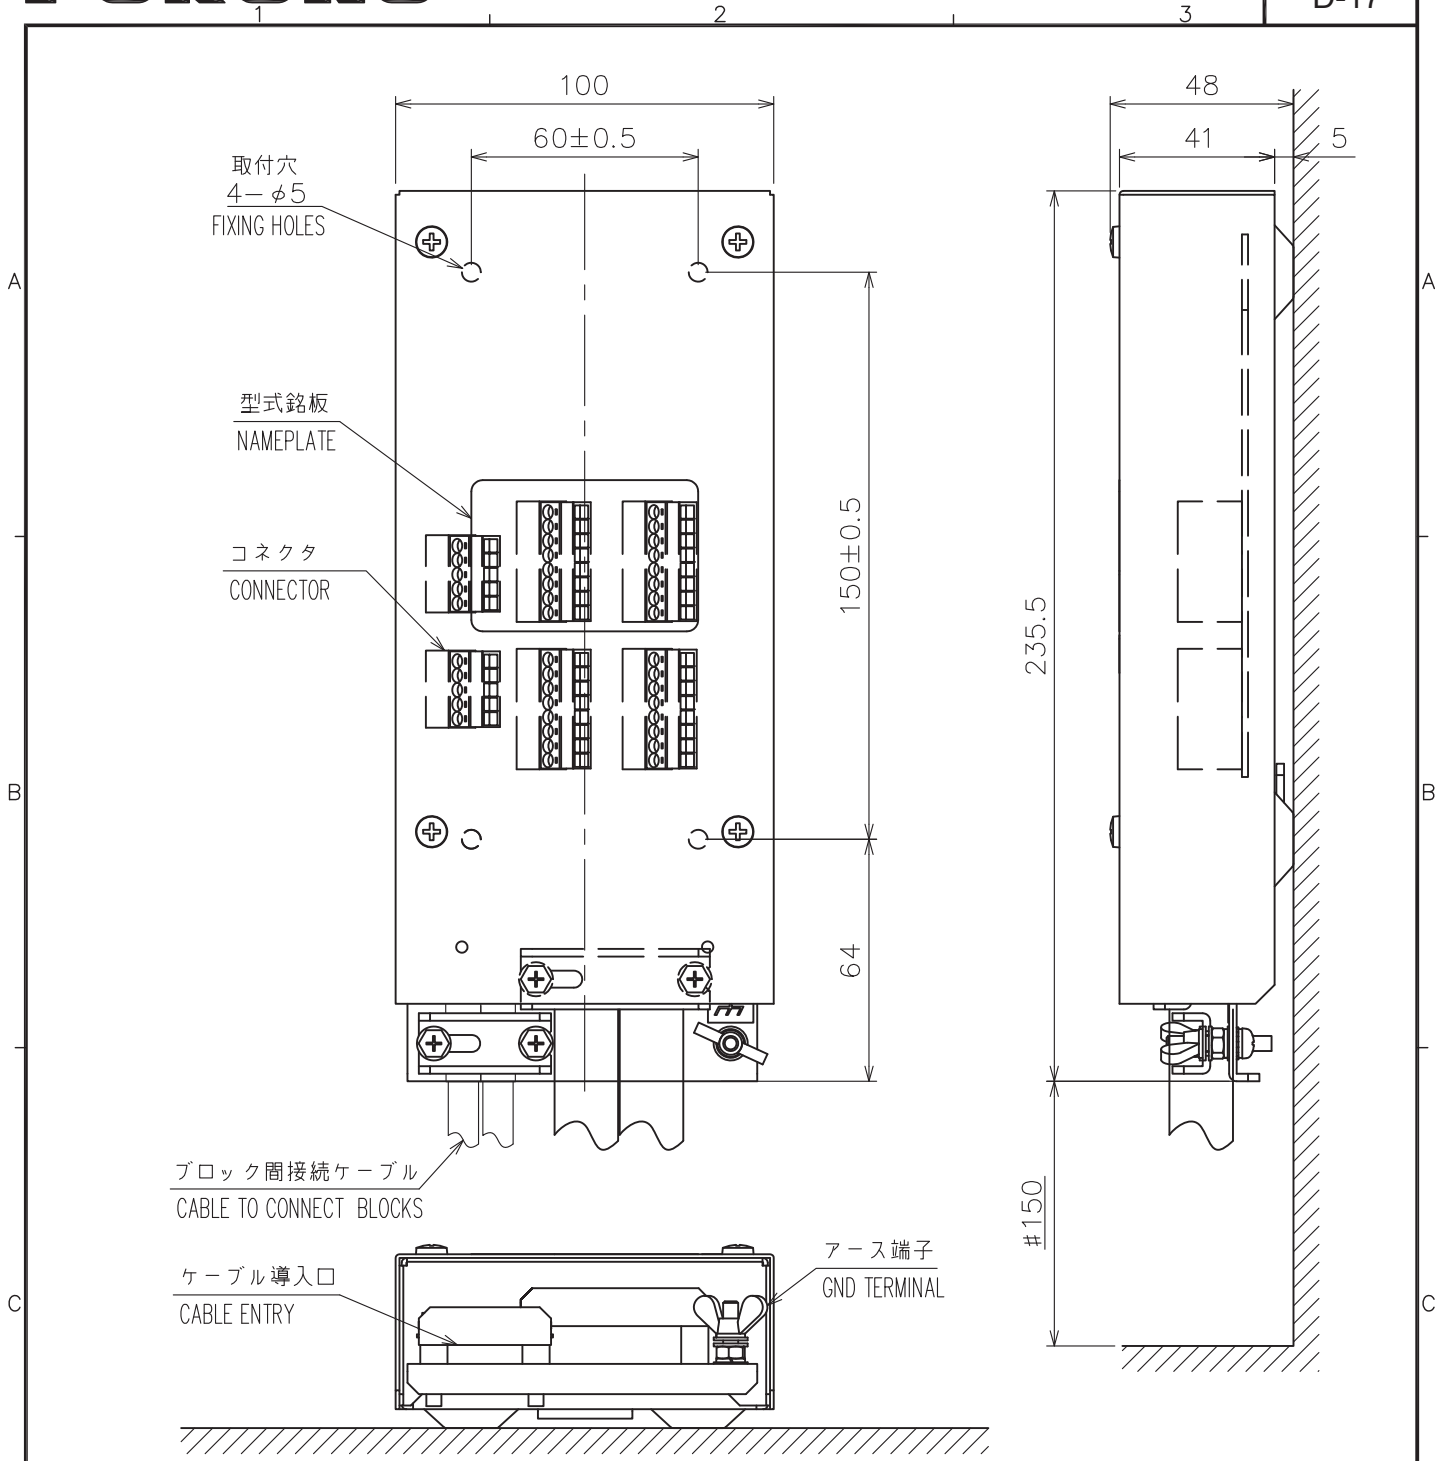 D-17
1
2
3
100
60±0.5
取付穴
4－φ5
FIXING HOLES
48
41
5
A
A
型式銘板
NAMEPLATE
コネクタ
CONNECTOR
150±0.5
235.5
B
B
64
ブロック間接続ケーブル
CABLE TO CONNECT BLOCKS
#150
アース端子
GND TERMINAL
ケーブル導入口
CABLE ENTRY
C
C